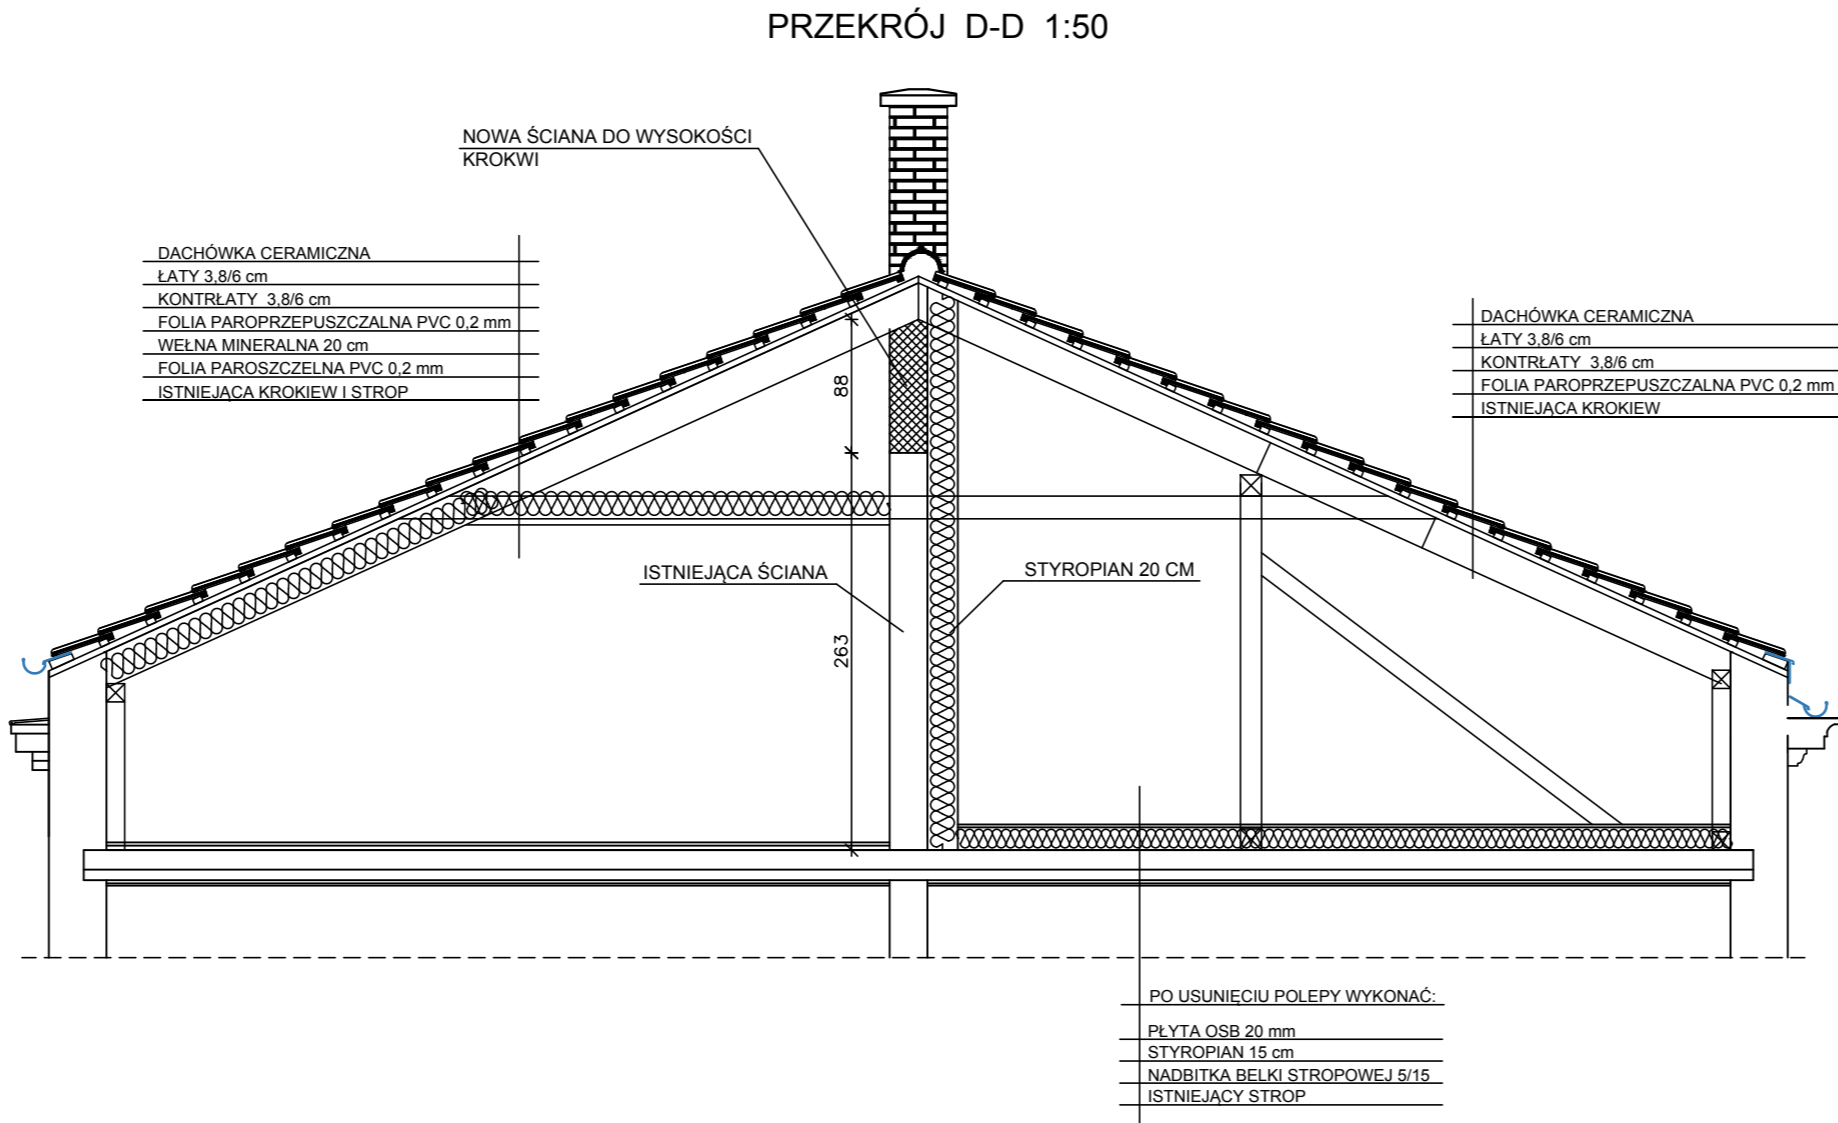 PRZEKRÓJ D-D 1:50
NOWA ŚCIANA DO WYSOKOŚCI
KROKWI
DACHÓWKA CERAMICZNA
ŁATY 3,8/6 cm
KONTRŁATY 3,8/6 cm
FOLIA PAROPRZEPUSZCZALNA PVC 0,2 mm
WEŁNA MINERALNA 20 cm
FOLIA PAROSZCZELNA PVC 0,2 mm
ISTNIEJĄCA KROKIEW I STROP
DACHÓWKA CERAMICZNA
ŁATY 3,8/6 cm
KONTRŁATY 3,8/6 cm
FOLIA PAROPRZEPUSZCZALNA PVC 0,2 mm
ISTNIEJĄCA KROKIEW
88
ISTNIEJĄCA ŚCIANA
STYROPIAN 20 CM
263
PO USUNIĘCIU POLEPY WYKONAĆ:
PŁYTA OSB 20 mm
STYROPIAN 15 cm
NADBITKA BELKI STROPOWEJ 5/15
ISTNIEJĄCY STROP